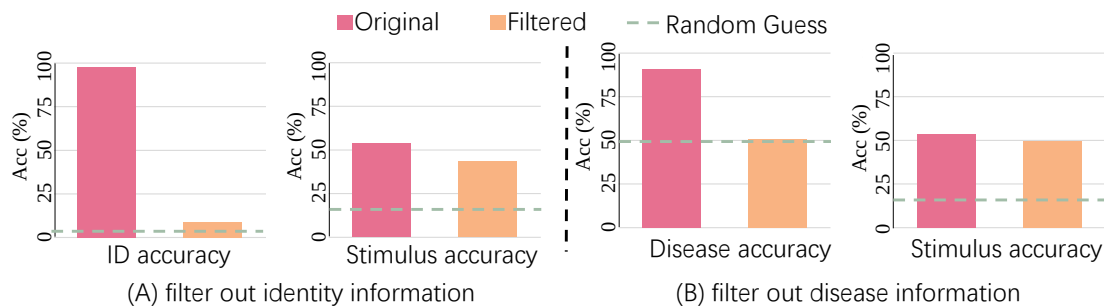 Original Filtered Random Guess
Acc (%)
0 25 50 75 100
ID accuracy
Acc (%)
0 25 50 75 100
Stimulus accuracy
(A) filter out identity information
Acc (%)
0 25 50 75 100
Disease accuracy
Acc (%)
0 25 50 75 100
Stimulus accuracy
(B) filter out disease information